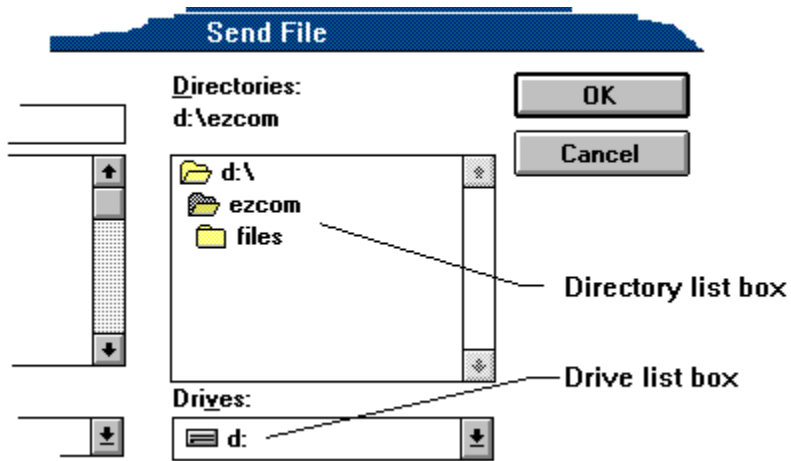 Send File
Directories:
d:\ezcom
OK
Cancel
d:\
ezcom
files
Directory list box
Drive list box
Drives:
d: